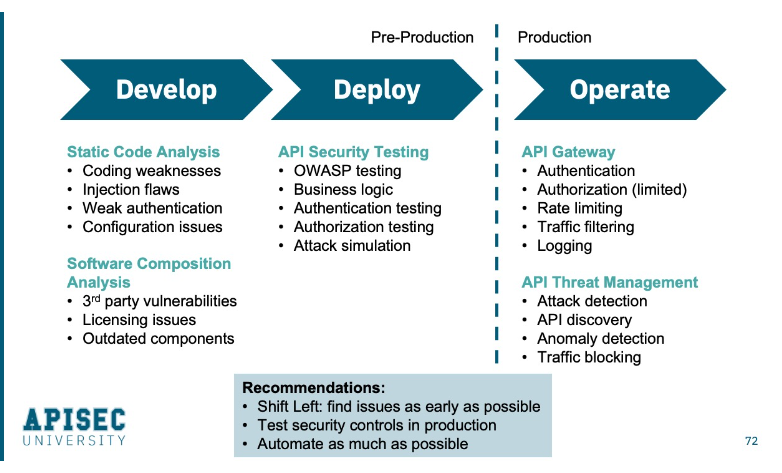 Pre-Production
Production
Develop
Deploy
Operate
Static Code Analysis
• Coding weaknesses
• Injection flaws
• Weak authentication
• Configuration issues
Software Composition
Analysis
• 3rd party vulnerabilities
• Licensing issues
• Outdated components
API Security Testing
• OWASP testing
• Business logic
• Authentication testing
• Authorization testing
• Attack simulation
API Gateway
• Authentication
• Authorization (limited)
• Rate limiting
• Traffic filtering
• Logging
API Threat Management
• Attack detection
• API discovery
• Anomaly detection
• Traffic blocking
Recommendations:
• Shift Left: find issues as early as possible
• Test security controls in production
• Automate as much as possible
APISEC
UNIVERSITY
72